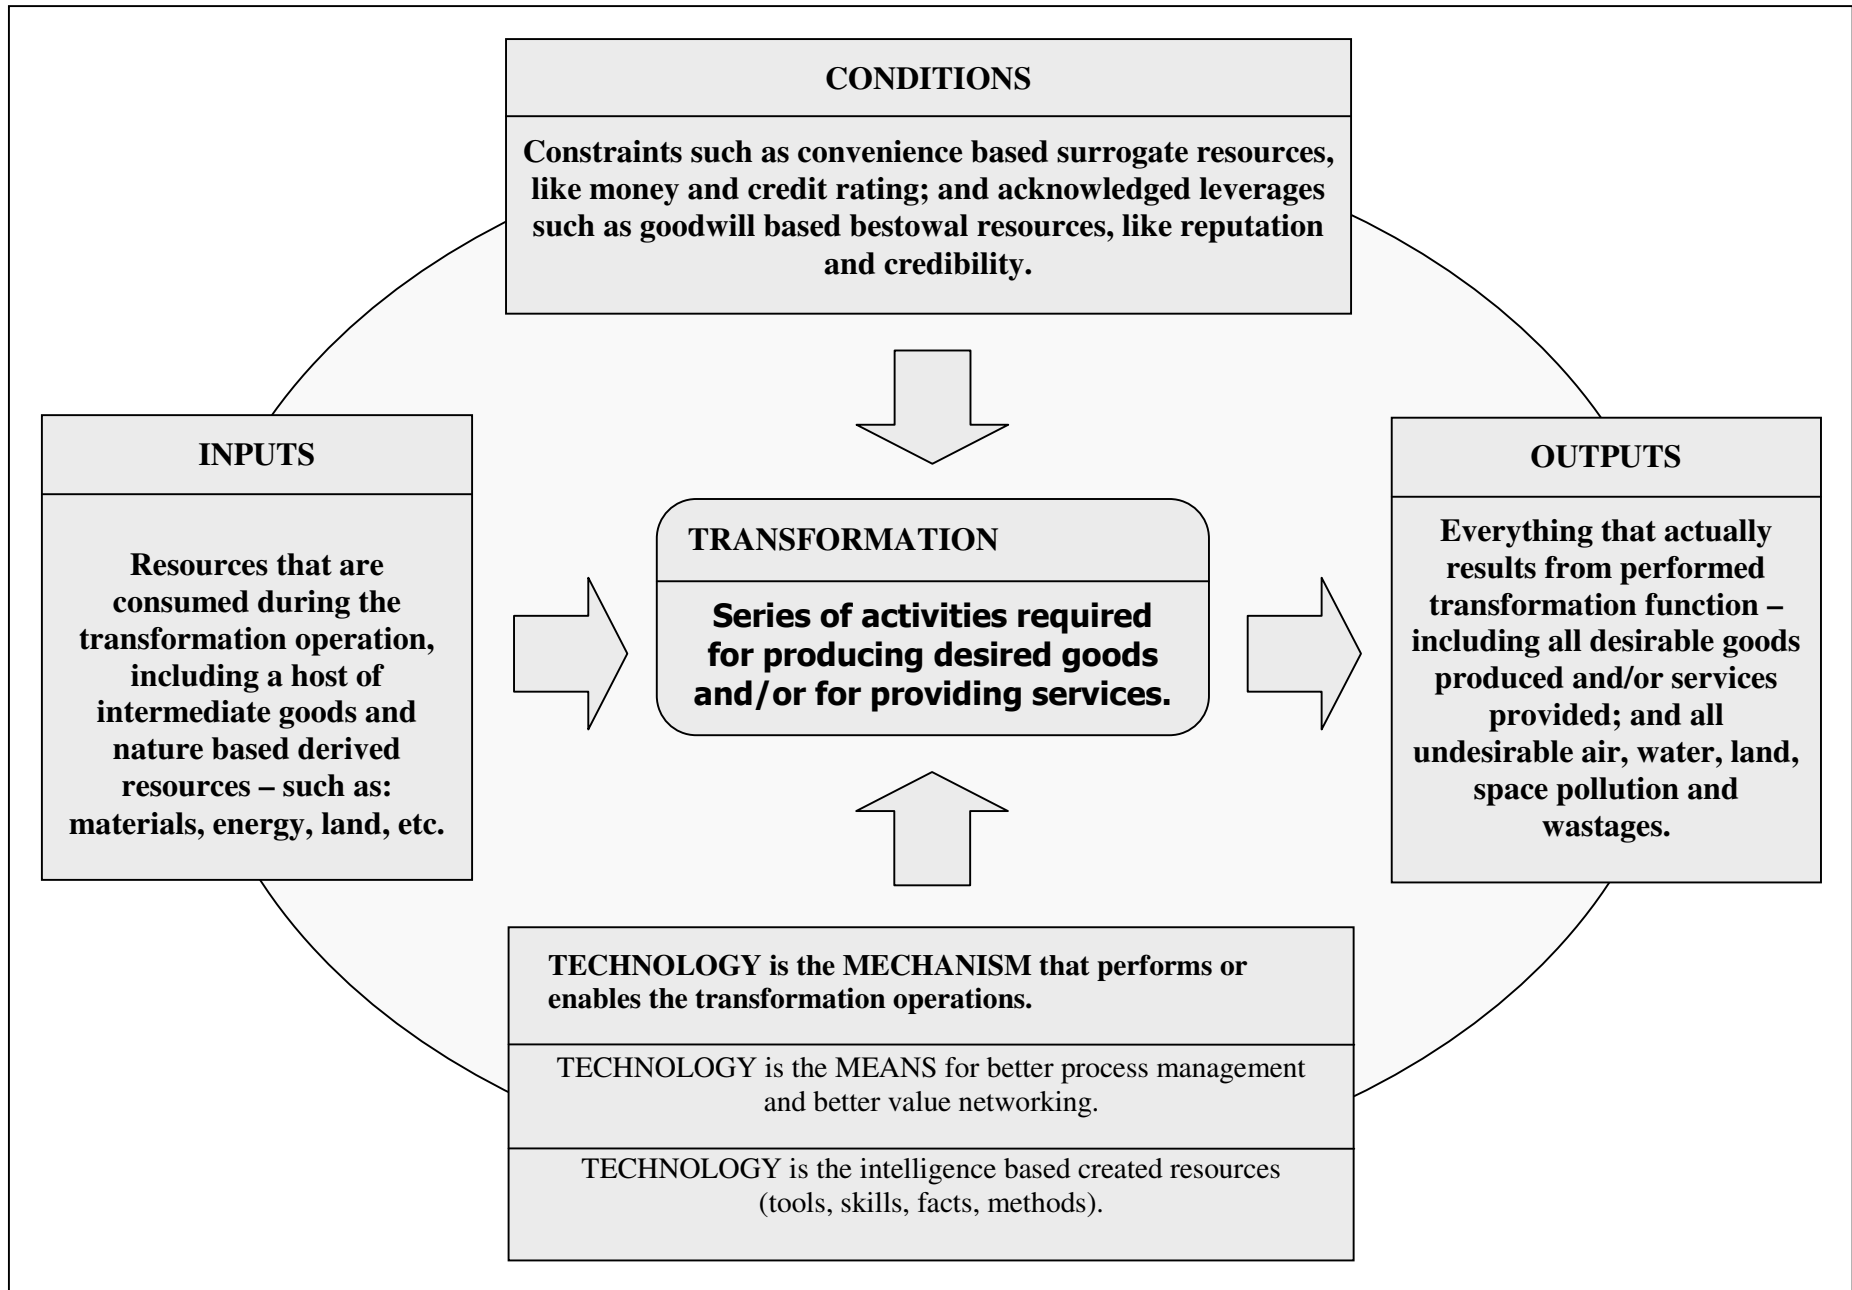 CONDITIONS
Constraints such as convenience based surrogate resources,
like money and credit rating; and acknowledged leverages
such as goodwill based bestowal resources, like reputation
and credibility.
INPUTS
Resources that are
consumed during the
transformation operation,
including a host of
intermediate goods and
nature based derived
resources – such as:
materials, energy, land, etc.
TRANSFORMATION
Series of activities required
for producing desired goods
and/or for providing services.
OUTPUTS
Everything that actually
results from performed
transformation function –
including all desirable goods
produced and/or services
provided; and all
undesirable air, water, land,
space pollution and
wastages.
TECHNOLOGY is the MECHANISM that performs or
enables the transformation operations.
TECHNOLOGY is the MEANS for better process management
and better value networking.
TECHNOLOGY is the intelligence based created resources
(tools, skills, facts, methods).